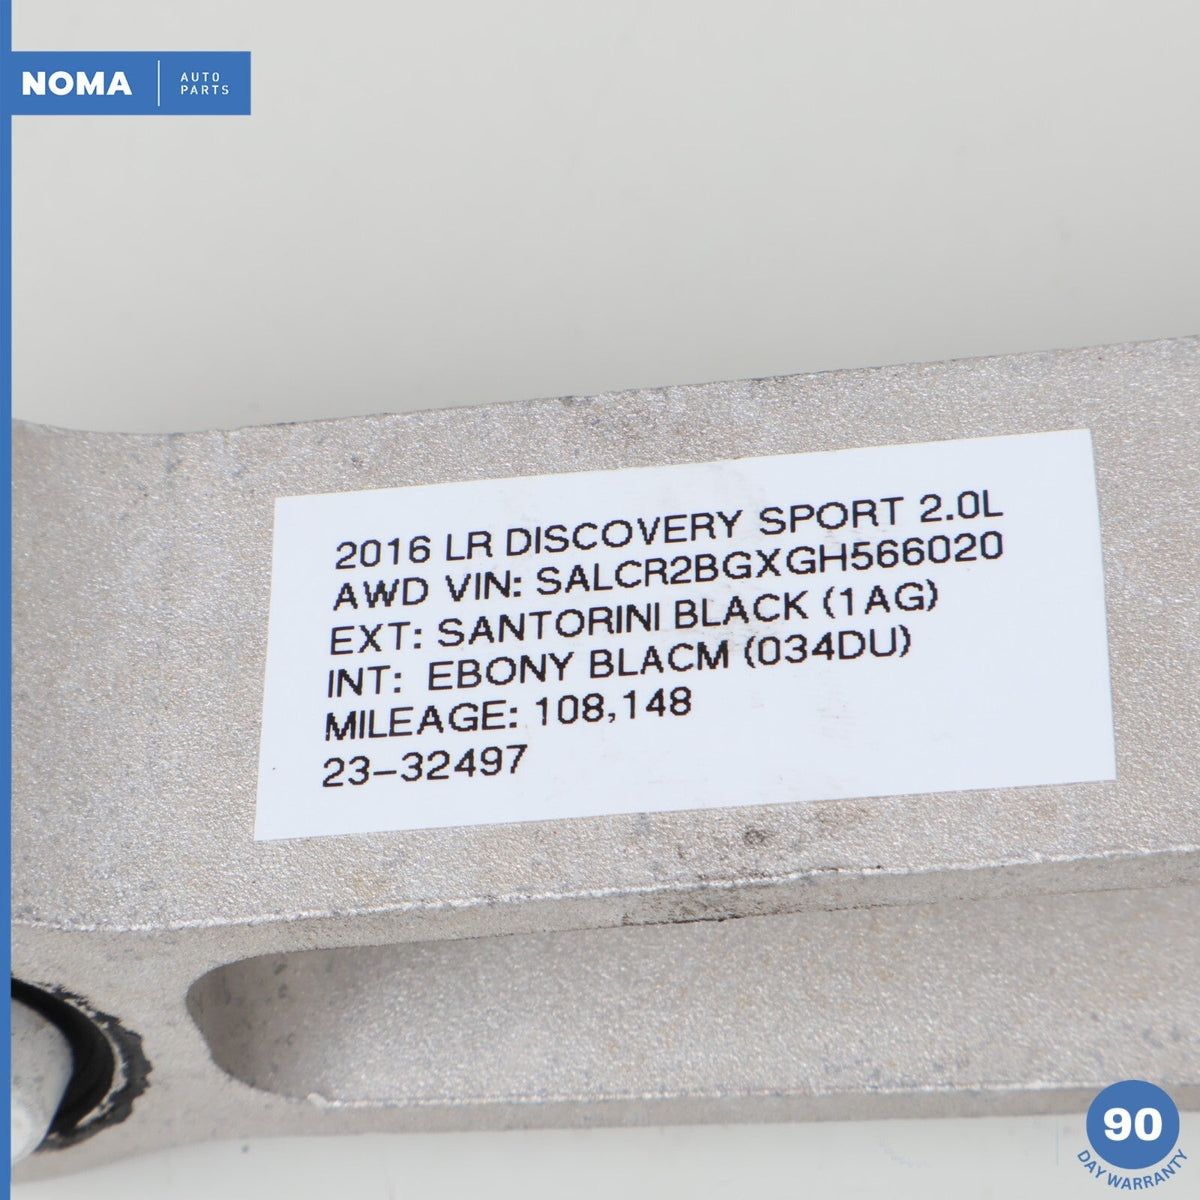 NOMA
AUTO
PARTS
2016 LR DISCOVERY SPORT 2.0L
AWD VIN: SALCR2BGXGH566020
EXT: SANTORINI BLACK (1AG)
INT: EBONY BLACM (034DU)
MILEAGE: 108,148
23-32497
90
DAY WARRANTY